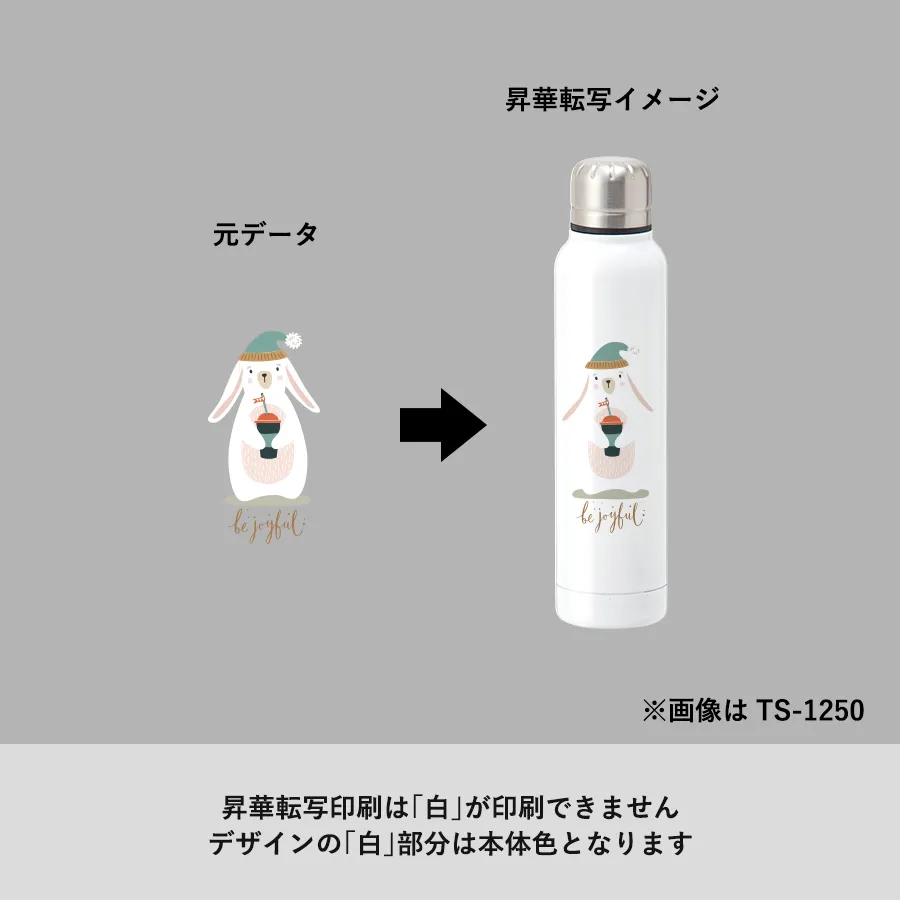 昇華転写イメージ
元データ
be joyful
be joyful
※画像は TS-1250
昇華転写印刷は「白」が印刷できません
デザインの「白」部分は本体色となります